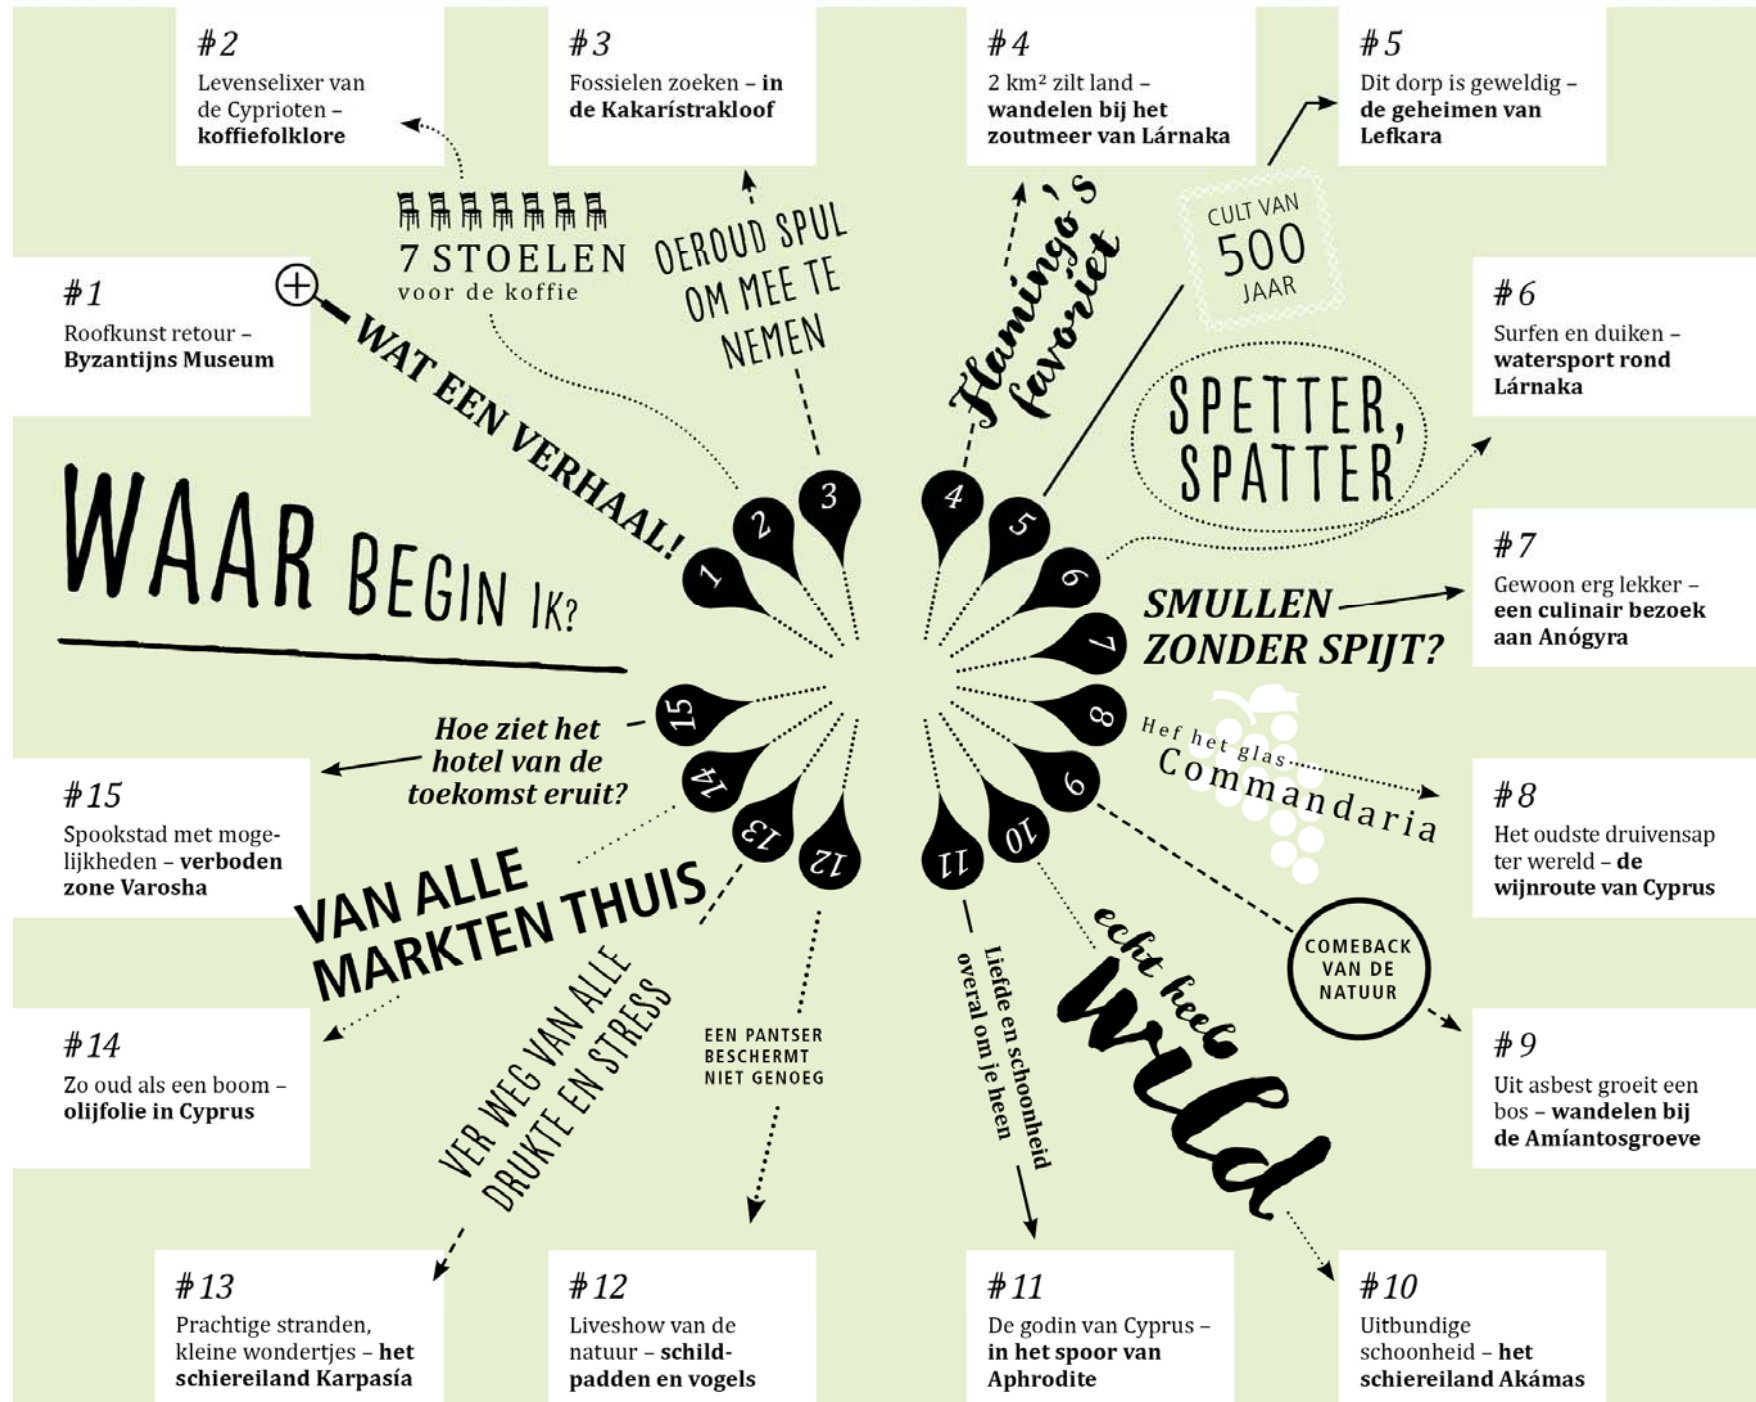 #2
Levenselixer van
de Cyprioten –
koffiefolklore
#3
Fossielen zoeken – in
de Kakarístrakloof
#4
2 km² zilt land –
wandelen bij het
zoutmeer van Lárnaka
#5
Dit dorp is geweldig –
de geheimen van
Lefkara
7 STOELEN
voor de koffie
OEROUD SPUL
OM MEE TE
NEMEN
Flamingo's
favoriet
CULT VAN
500
JAAR
#1
Roofkunst retour –
Byzantijns Museum
WAT EEN VERHAAL!
#6
Surfen en duiken –
watersport rond
Lárnaka
SPETTER,
SPATTER
WAAR BEGIN IK?
1
2
3
4
5
6
7
8
9
10
11
12
13
14
15
SMULLEN
ZONDER SPIJT?
#7
Gewoon erg lekker –
een culinair bezoek
aan Anógyra
Hef het glas
Commandaria
#8
Het oudste druivensap
ter wereld – de
wijnroute van Cyprus
Hoe ziet het
hotel van de
toekomst eruit?
#15
Spookstad met moge-
lijkheden – verboden
zone Varosha
VAN ALLE
MARKTEN THUIS
#14
Zo oud als een boom –
olijfolie in Cyprus
VER WEG VAN ALLE
DRUKTE EN STRESS
EEN PANTSER
BESCHERMT
NIET GENOEG
Liefde en schoonheid
overal om je heen
echt heel
wild
COMEBACK
VAN DE
NATUUR
#9
Uit asbest groeit een
bos – wandelen bij
de Amíantosgroeve
#13
Prachtige stranden,
kleine wondertjes – het
schiereiland Karpasía
#12
Liveshow van de
natuur – schild-
padden en vogels
#11
De godin van Cyprus –
in het spoor van
Aphrodite
#10
Uitbundige
schoonheid – het
schiereiland Akámas